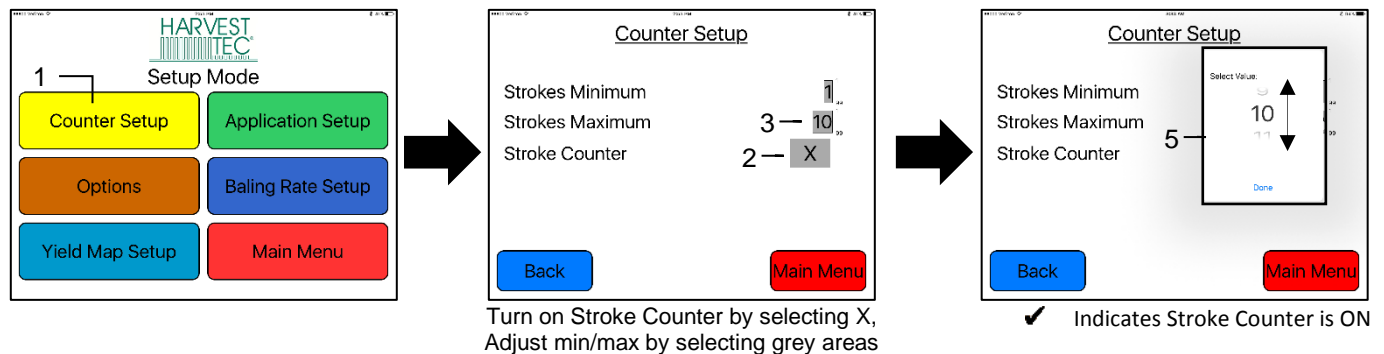 HARVEST
TEC
Setup Mode
1
Counter Setup
Application Setup
Options
Baling Rate Setup
Yield Map Setup
Main Menu
Counter Setup
Strokes Minimum
1
Strokes Maximum
3
10
Stroke Counter
2
X
Back
Main Menu
Turn on Stroke Counter by selecting X,
Adjust min/max by selecting grey areas
Counter Setup
Strokes Minimum
Strokes Maximum
Stroke Counter
5
Select Value:
9
10
11
Done
Back
Main Menu
✔ Indicates Stroke Counter is ON